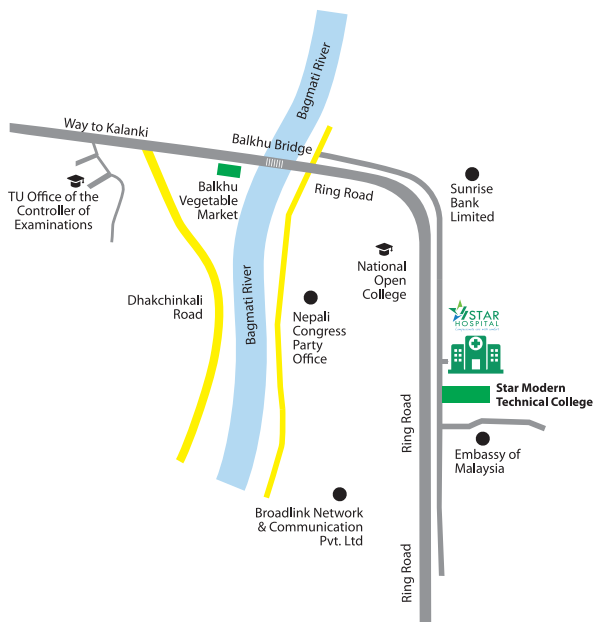 Bagmati River
Way to Kalanki
Balkhu Bridge
TU Office of the
Controller of
Examinations
Balkhu
Vegetable
Market
Ring Road
Sunrise
Bank
Limited
National
Open
College
Dhakchinkali
Road
Bagmati River
Nepali
Congress
Party
Office
STAR
HOSPITAL
Star Modern
Technical College
Ring Road
Embassy of
Malaysia
Broadlink Network
& Communication
Pvt. Ltd
Ring Road